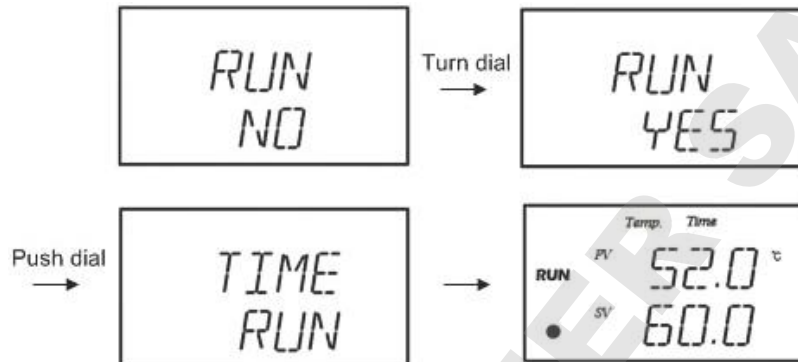 RUN
NO
Turn dial
RUN
YES
Push dial
TIME
RUN
Temp. Time
PV 52.0 ℃
RUN
SV 60.0